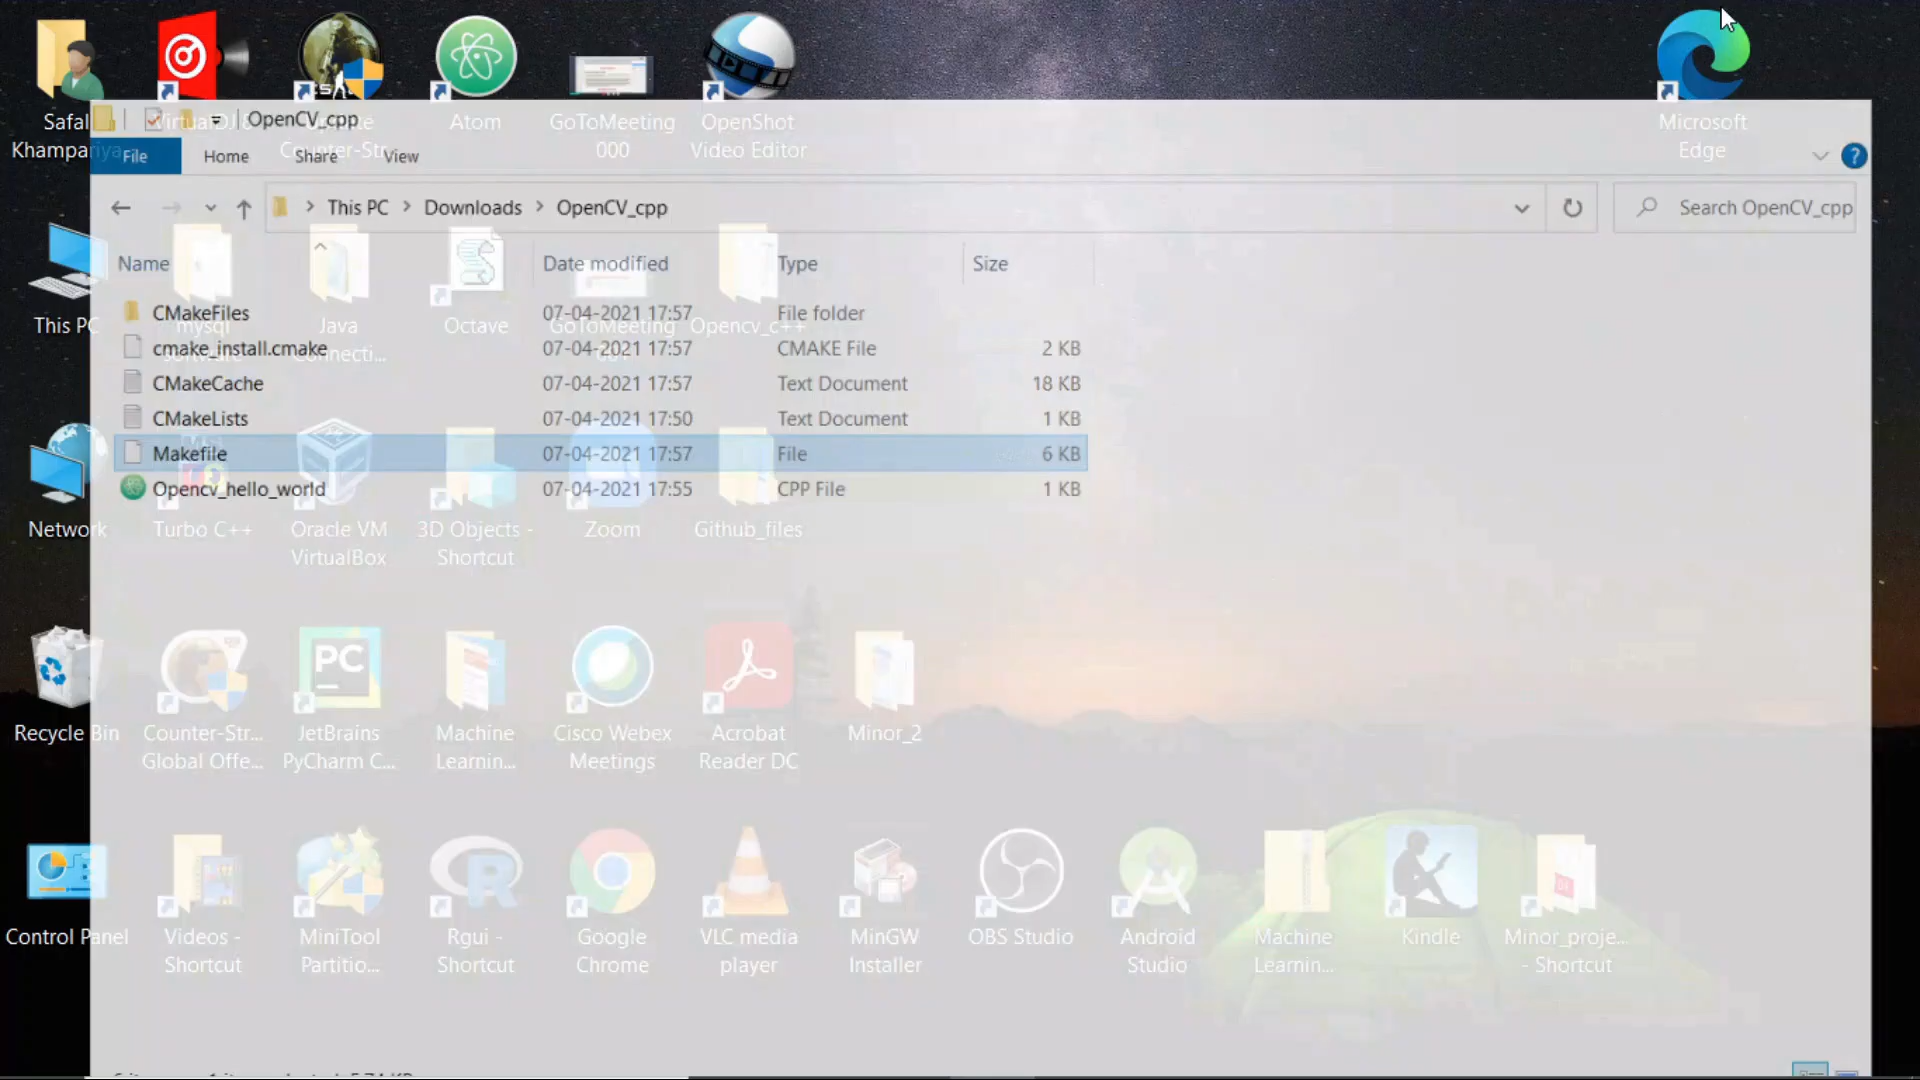 OpenCV_cpp
File Home Share View
This PC Downloads OpenCV_cpp Search OpenCV_cpp
Name Date modified Type Size
CMakeFiles 07-04-2021 17:57 File folder
cmake_install.cmake 07-04-2021 17:57 CMAKE File 2 KB
CMakeCache 07-04-2021 17:57 Text Document 18 KB
CMakeLists 07-04-2021 17:50 Text Document 1 KB
Makefile 07-04-2021 17:57 File 6 KB
Opencv_hello_world 07-04-2021 17:55 CPP File 1 KB
Safal
Khampariya
VirtualDJ 8
Counter-Str
Atom
GoToMeeting
000
OpenShot
Video Editor
Microsoft
Edge
This PC
mysql
software
Java
Connecti...
Octave
GoToMeeting
Opencv_c++
Network
Turbo C++
Oracle VM
VirtualBox
3D Objects -
Shortcut
Zoom
Github_files
Recycle Bin
Counter-Str...
Global Offe...
PC
JetBrains
PyCharm C...
Machine
Learnin...
Cisco Webex
Meetings
Acrobat
Reader DC
Minor_2
Control Panel
Videos -
Shortcut
MiniTool
Partitio...
R
Rgui -
Shortcut
Google
Chrome
VLC media
player
MinGW
Installer
OBS Studio
Android
Studio
Machine
Learnin...
Kindle
Minor_proje...
- Shortcut